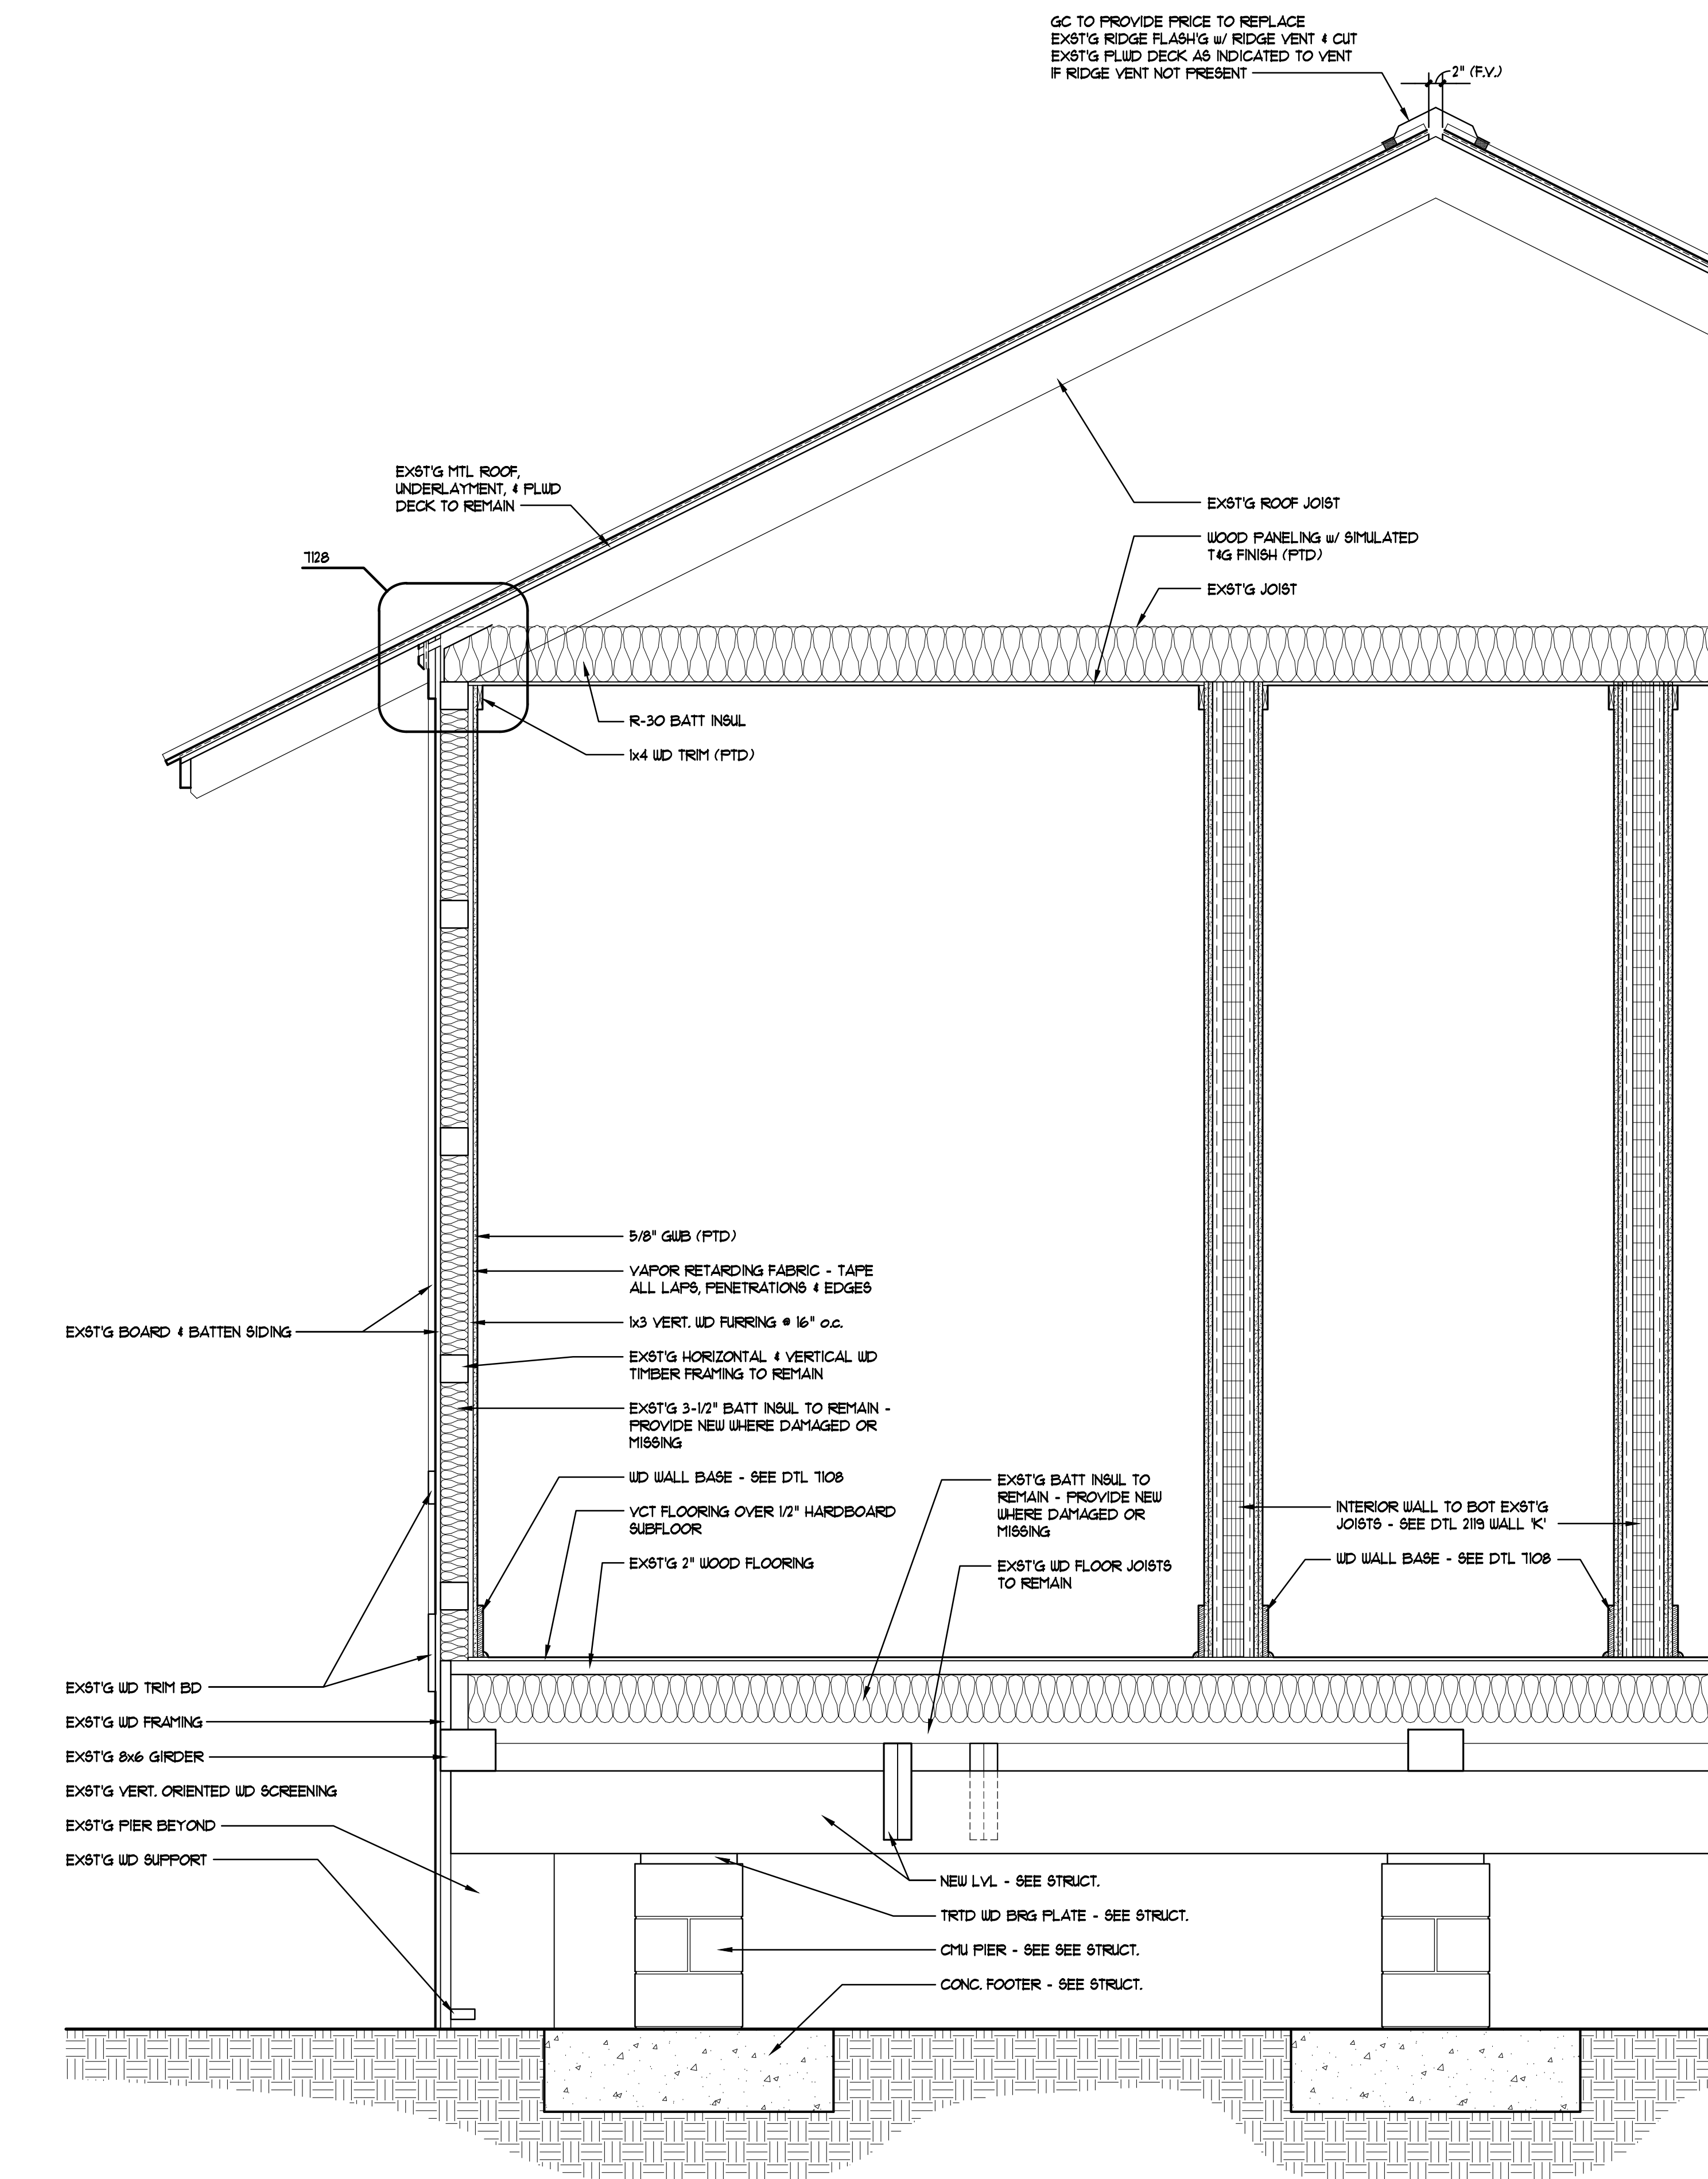 GC TO PROVIDE PRICE TO REPLACE
EXST'G RIDGE FLASH'G w/ RIDGE VENT & CUT
EXST'G PLWD DECK AS INDICATED TO VENT
IF RIDGE VENT NOT PRESENT
2" (F.V.)
EXST'G MTL ROOF,
UNDERLAYMENT, & PLWD
DECK TO REMAIN
7128
EXST'G ROOF JOIST
WOOD PANELING w/ SIMULATED
T&G FINISH (PTD)
EXST'G JOIST
R-30 BATT INSUL
1x4 WD TRIM (PTD)
5/8" GWB (PTD)
VAPOR RETARDING FABRIC - TAPE
ALL LAPS, PENETRATIONS & EDGES
1x3 VERT. WD FURRING @ 16" o.c.
EXST'G HORIZONTAL & VERTICAL WD
TIMBER FRAMING TO REMAIN
EXST'G 3-1/2" BATT INSUL TO REMAIN -
PROVIDE NEW WHERE DAMAGED OR
MISSING
WD WALL BASE - SEE DTL 7108
VCT FLOORING OVER 1/2" HARDBOARD
SUBFLOOR
EXST'G 2" WOOD FLOORING
EXST'G BATT INSUL TO
REMAIN - PROVIDE NEW
WHERE DAMAGED OR
MISSING
EXST'G WD FLOOR JOISTS
TO REMAIN
INTERIOR WALL TO BOT EXST'G
JOISTS - SEE DTL 2119 WALL 'K'
WD WALL BASE - SEE DTL 7108
EXST'G BOARD & BATTEN SIDING
EXST'G WD TRIM BD
EXST'G WD FRAMING
EXST'G 8x6 GIRDER
EXST'G VERT. ORIENTED WD SCREENING
EXST'G PIER BEYOND
EXST'G WD SUPPORT
NEW LVL - SEE STRUCT.
TRTD WD BRG PLATE - SEE STRUCT.
CMU PIER - SEE SEE STRUCT.
CONC. FOOTER - SEE STRUCT.